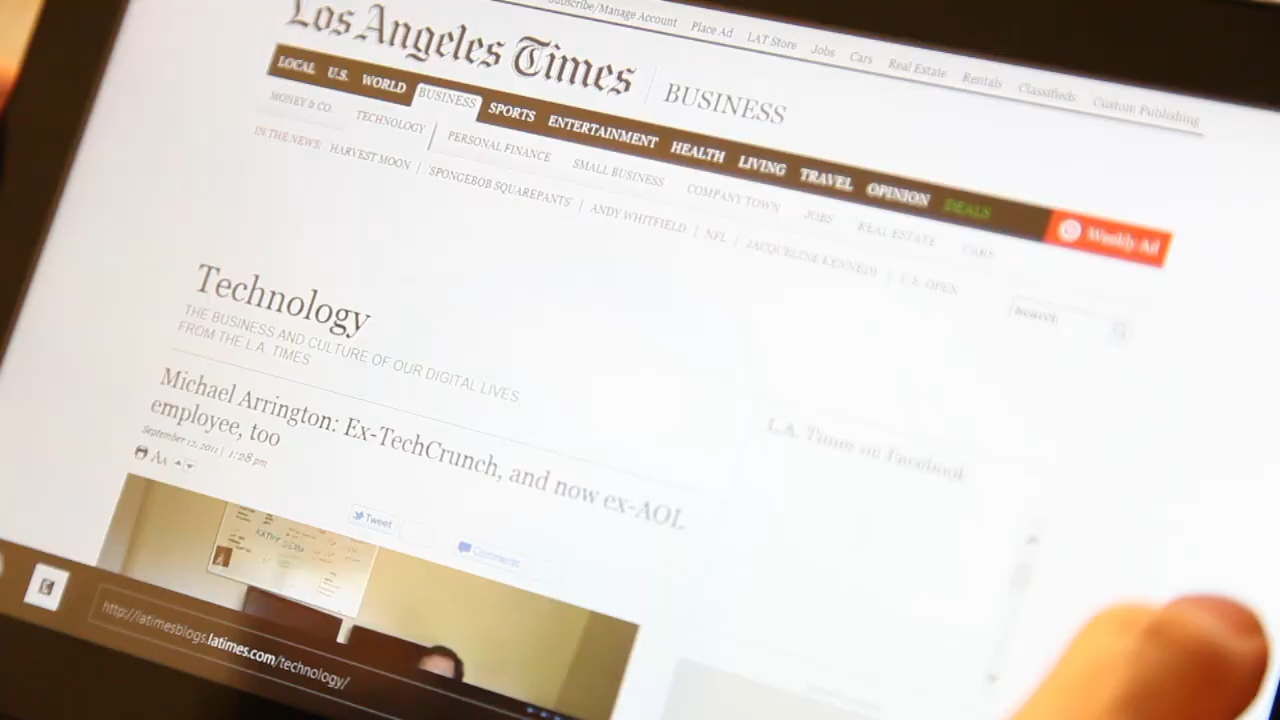 Subscribe/Manage Account Place Ad LAT Store Jobs Cars Real Estate Rentals Classifieds Custom Publishing
Los Angeles Times BUSINESS
LOCAL U.S. WORLD BUSINESS SPORTS ENTERTAINMENT HEALTH LIVING TRAVEL OPINION DEALS Weekly Ad
MONEY & CO. TECHNOLOGY PERSONAL FINANCE SMALL BUSINESS COMPANY TOWN JOBS REAL ESTATE CARS
IN THE NEWS: HARVEST MOON | SPONGEBOB SQUAREPANTS | ANDY WHITFIELD | NFL | JACQUELINE KENNEDY | U.S. OPEN
Search
Technology
THE BUSINESS AND CULTURE OF OUR DIGITAL LIVES,
FROM THE L.A. TIMES
Michael Arrington: Ex-TechCrunch, and now ex-AOL
employee, too
September 12, 2011 | 1:28 pm
AA
Tweet
Comments
L.A. Times on Facebook
http://latimesblogs.latimes.com/technology/